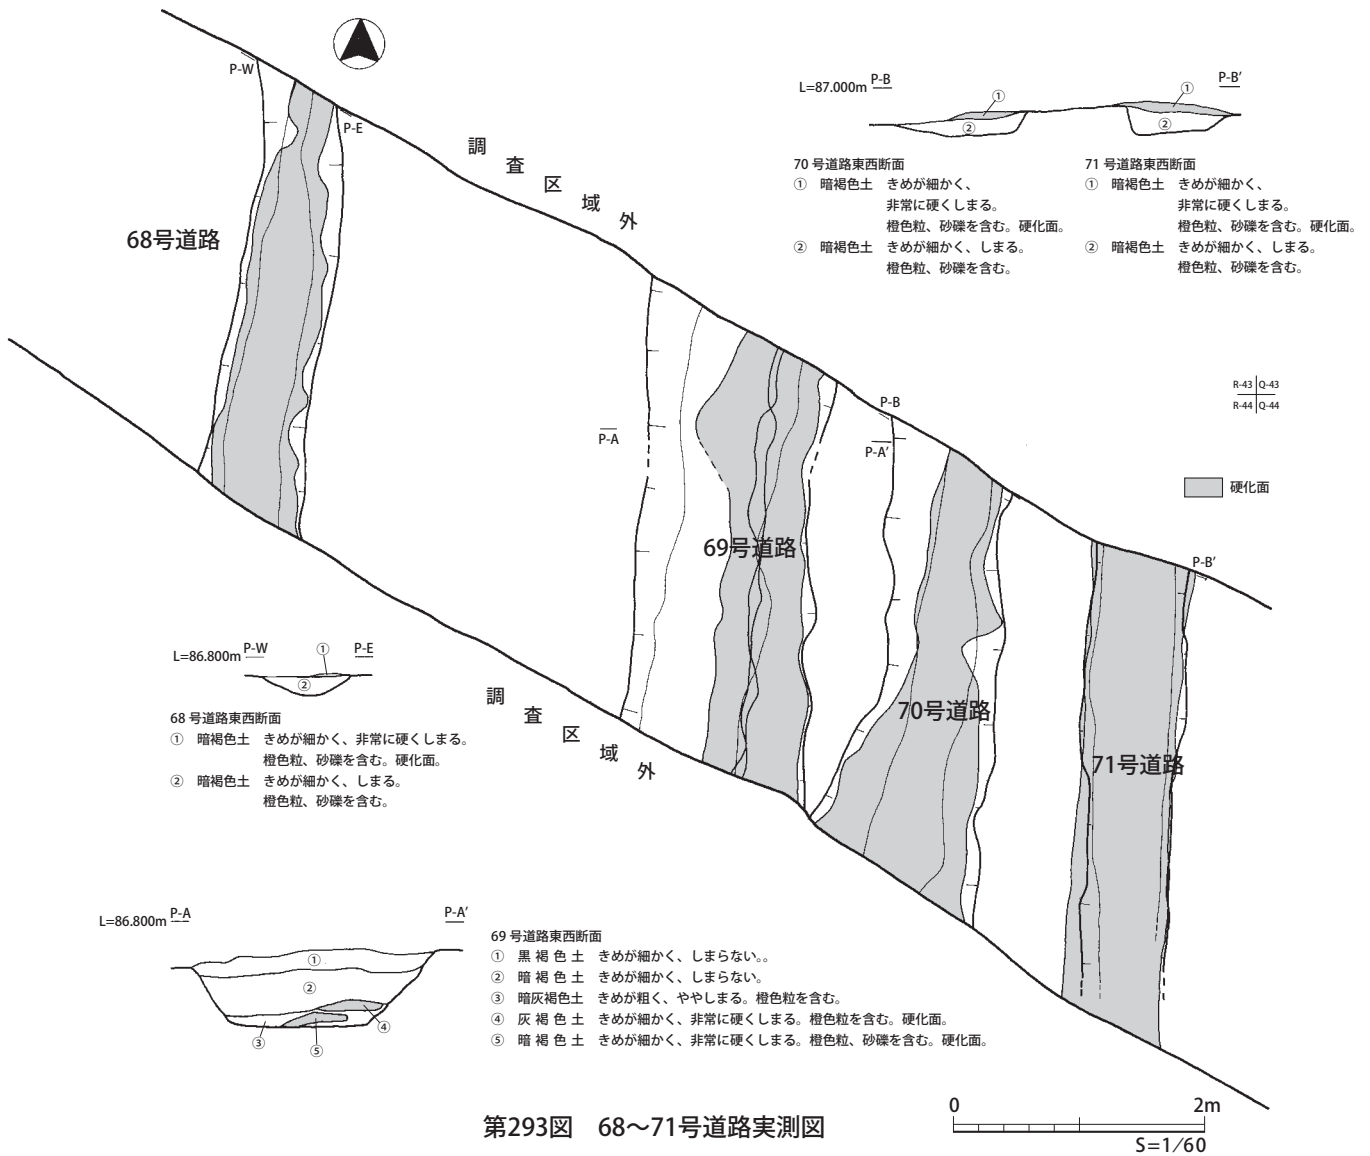 P-W
P-E
調査区域外
68号道路
L=87.000m P-B P-B’
① ①
② ②
70 号道路東西断面
① 暗褐色土 きめが細かく、
非常に硬くしまる。
橙色粒、砂礫を含む。硬化面。
② 暗褐色土 きめが細かく、しまる。
橙色粒、砂礫を含む。
71 号道路東西断面
① 暗褐色土 きめが細かく、
非常に硬くしまる。
橙色粒、砂礫を含む。硬化面。
② 暗褐色土 きめが細かく、しまる。
橙色粒、砂礫を含む。
R-43 Q-43
R-44 Q-44
P-B
P-A
P-A’
硬化面
69号道路
P-B’
70号道路
71号道路
調査区域外
L=86.800m P-W ① P-E
②
68 号道路東西断面
① 暗褐色土 きめが細かく、非常に硬くしまる。
橙色粒、砂礫を含む。硬化面。
② 暗褐色土 きめが細かく、しまる。
橙色粒、砂礫を含む。
L=86.800m P-A P-A’
①
②
③
④
⑤
69 号道路東西断面
① 黒褐色土 きめが細かく、しまらない。。
② 暗褐色土 きめが細かく、しまらない。
③ 暗灰褐色土 きめが粗く、ややしまる。橙色粒を含む。
④ 灰褐色土 きめが細かく、非常に硬くしまる。橙色粒を含む。硬化面。
⑤ 暗褐色土 きめが細かく、非常に硬くしまる。橙色粒、砂礫を含む。硬化面。
第293図 68〜71号道路実測図
0 2m
S=1/60